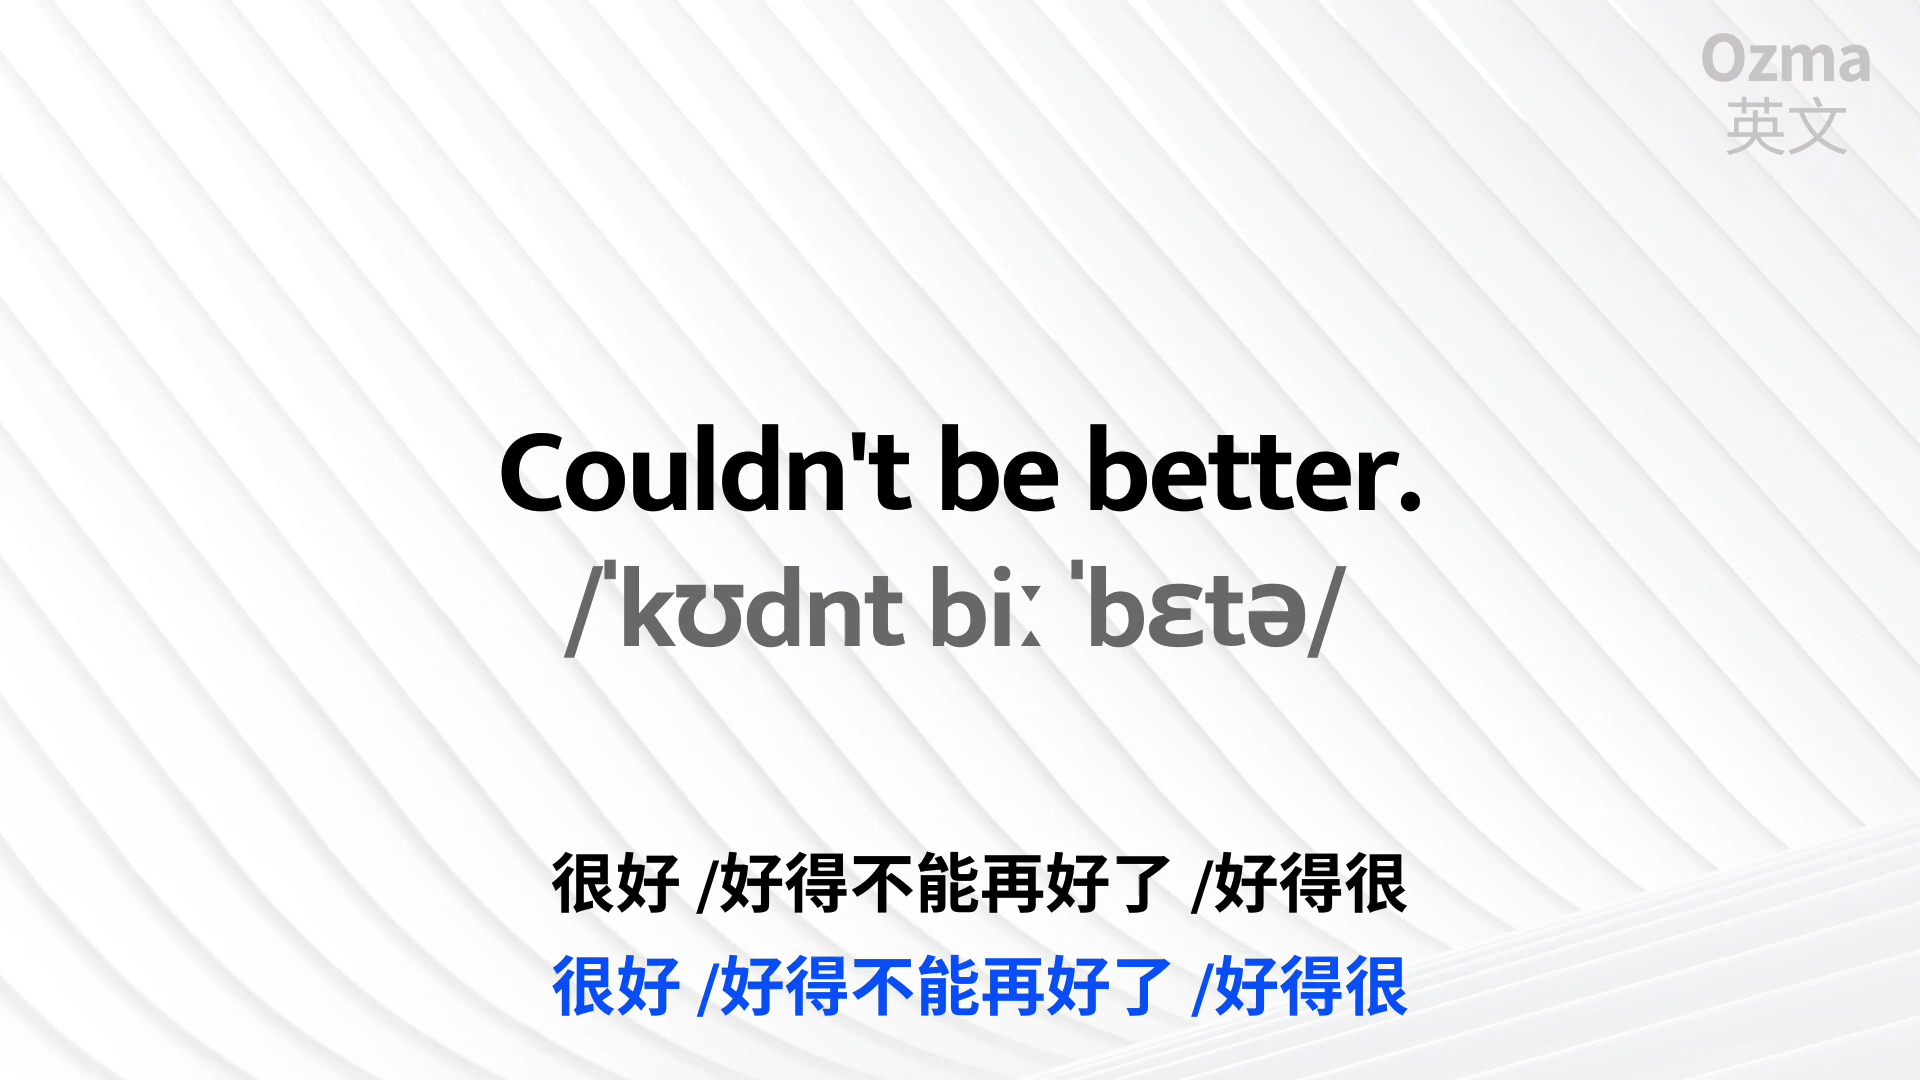 Ozma
英文
Couldn't be better.
/ˈkʊdnt biː ˈbɛtə/
很好 /好得不能再好了 /好得很
很好 /好得不能再好了 /好得很